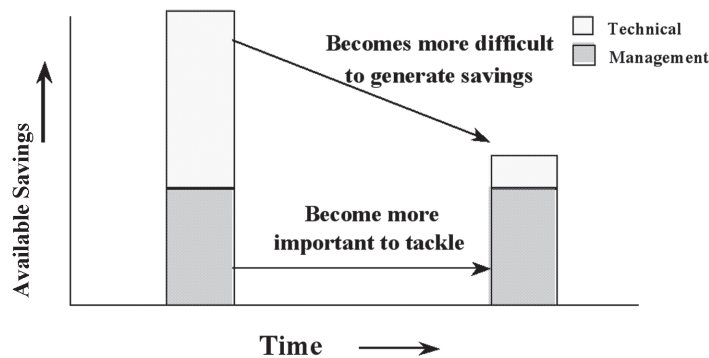 Becomes more difficult
to generate savings
Technical
Management
Available Savings
Become more
important to tackle
Time